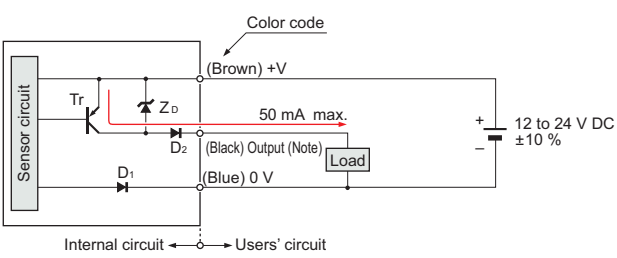 Color code
(Brown) +V
Sensor circuit
Tr
ZD
50 mA max.
+
12 to 24 V DC
±10 %
−
D2
(Black) Output (Note)
Load
D1
(Blue) 0 V
Internal circuit
Users' circuit